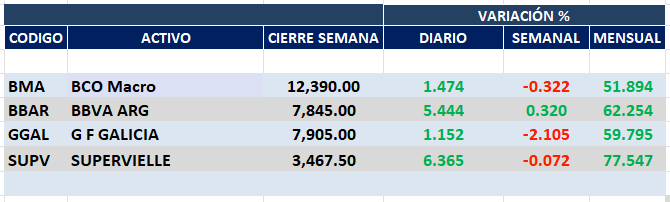 VARIACIÓN %
CODIGO ACTIVO CIERRE SEMANA DIARIO SEMANAL MENSUAL
BMA BCO Macro 12,390.00 1.474 -0.322 51.894
BBAR BBVA ARG 7,845.00 5.444 0.320 62.254
GGAL G F GALICIA 7,905.00 1.152 -2.105 59.795
SUPV SUPERVIELLE 3,467.50 6.365 -0.072 77.547